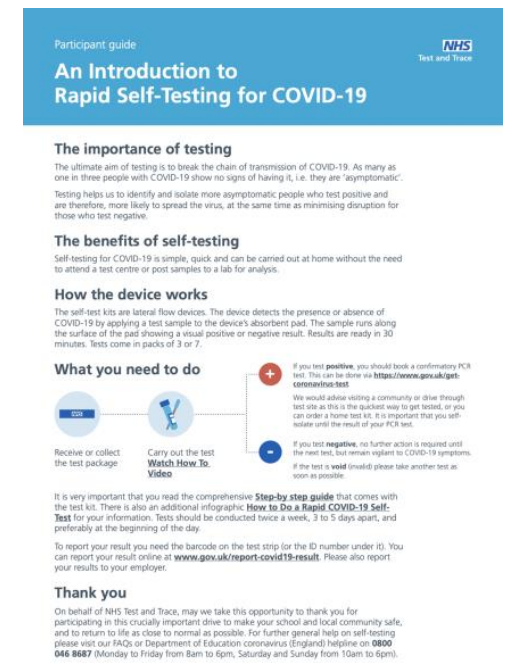 Participant guide
NHS
Test and Trace
An Introduction to
Rapid Self-Testing for COVID-19
The importance of testing
The ultimate aim of testing is to break the chain of transmission of COVID-19. As many as
one in three people with COVID-19 show no signs of having it, i.e. they are 'asymptomatic'.
Testing helps us to identify and isolate more asymptomatic people who test positive and
are therefore, more likely to spread the virus, at the same time as minimising disruption for
those who test negative.
The benefits of self-testing
Self-testing for COVID-19 is simple, quick and can be carried out at home without the need
to attend a test centre or post samples to a lab for analysis.
How the device works
The self-test kits are lateral flow devices. The device detects the presence or absence of
COVID-19 by applying a test sample to the device's absorbent pad. The sample runs along
the surface of the pad showing a visual positive or negative result. Results are ready in 30
minutes. Tests come in packs of 3 or 7.
What you need to do
NHS
Receive or collect
the test package
Carry out the test
Watch How To
Video
If you test positive, you should book a confirmatory PCR
test. This can be done via https://www.gov.uk/get-
coronavirus-test
We would advise visiting a community or drive through
test site as this is the quickest way to get tested, or you
can order a home test kit. It is important that you self-
isolate until the result of your PCR test.
If you test negative, no further action is required until
the next test, but remain vigilant to COVID-19 symptoms.
If the test is void (invalid) please take another test as
soon as possible.
It is very important that you read the comprehensive Step-by step guide that comes with
the test kit. There is also an additional infographic How to Do a Rapid COVID-19 Self-
Test for your information. Tests should be conducted twice a week, 3 to 5 days apart, and
preferably at the beginning of the day.
To report your result you need the barcode on the test strip (or the ID number under it). You
can report your result online at www.gov.uk/report-covid19-result. Please also report
your results to your employer.
Thank you
On behalf of NHS Test and Trace, may we take this opportunity to thank you for
participating in this crucially important drive to make your school and local community safe,
and to return to life as close to normal as possible. For further general help on self-testing
please visit our FAQs or Department of Education coronavirus (England) helpline on 0800
046 8687 (Monday to Friday from 8am to 6pm, Saturday and Sunday from 10am to 6pm).